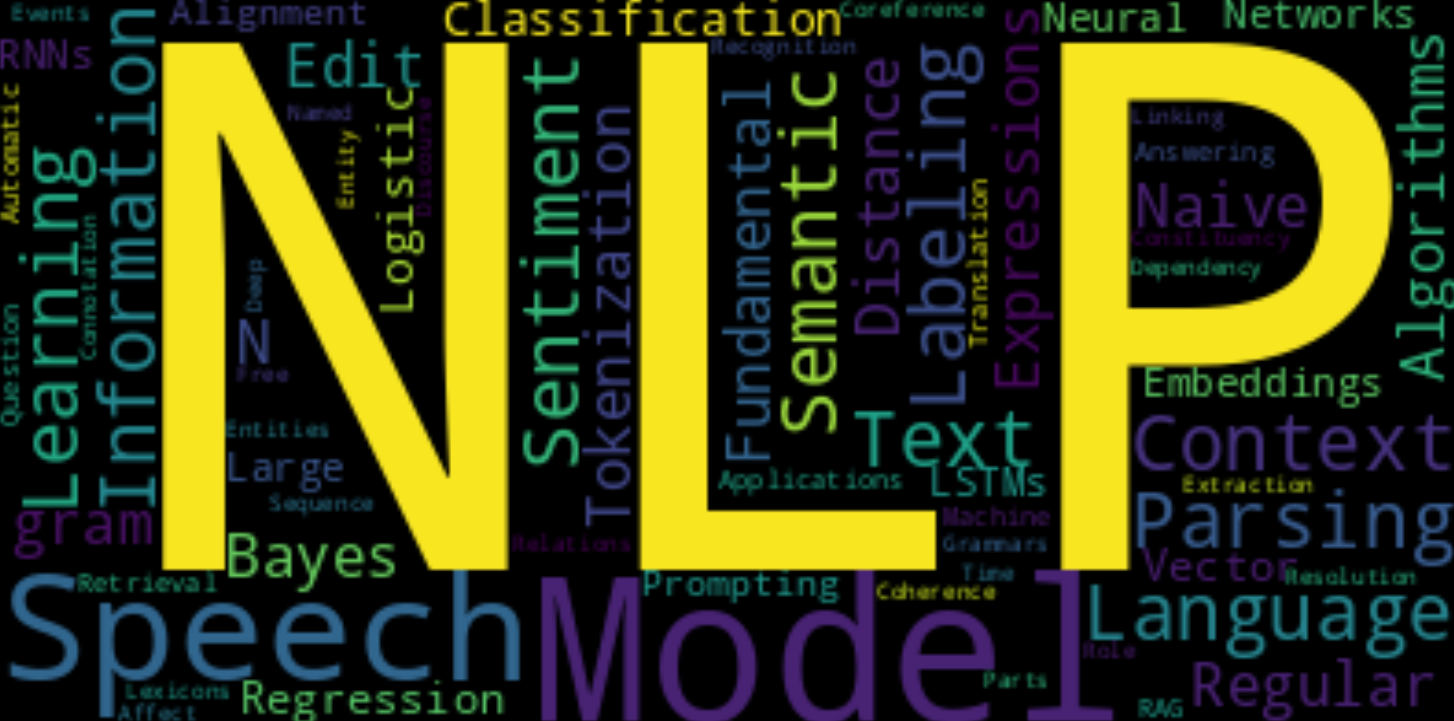 Events
Alignment
Classification
Coreference
Neural
Networks
RNNs
Information
Edit
Recognition
Expressions
Algorithms
NLP
Automatic
Learning
Named
Entity
Logistic
Discourse
Sentiment
Tokenization
Fundamental
Semantic
Distance
Labeling
Translation
Linking
Answering
Naive
Constituency
Dependency
Question
Connotation
Deep
N
Free
Entities
Large
Sequence
Embeddings
Text
Context
Applications
LSTMs
Extraction
gram
Bayes
Relations
Machine
Parsing
Grammars
Vector
Retrieval
Prompting
Time
Resolution
Coherence
Speech
Model
Language
Role
Parts
Lexicons
Regression
Regular
Affect
RAG